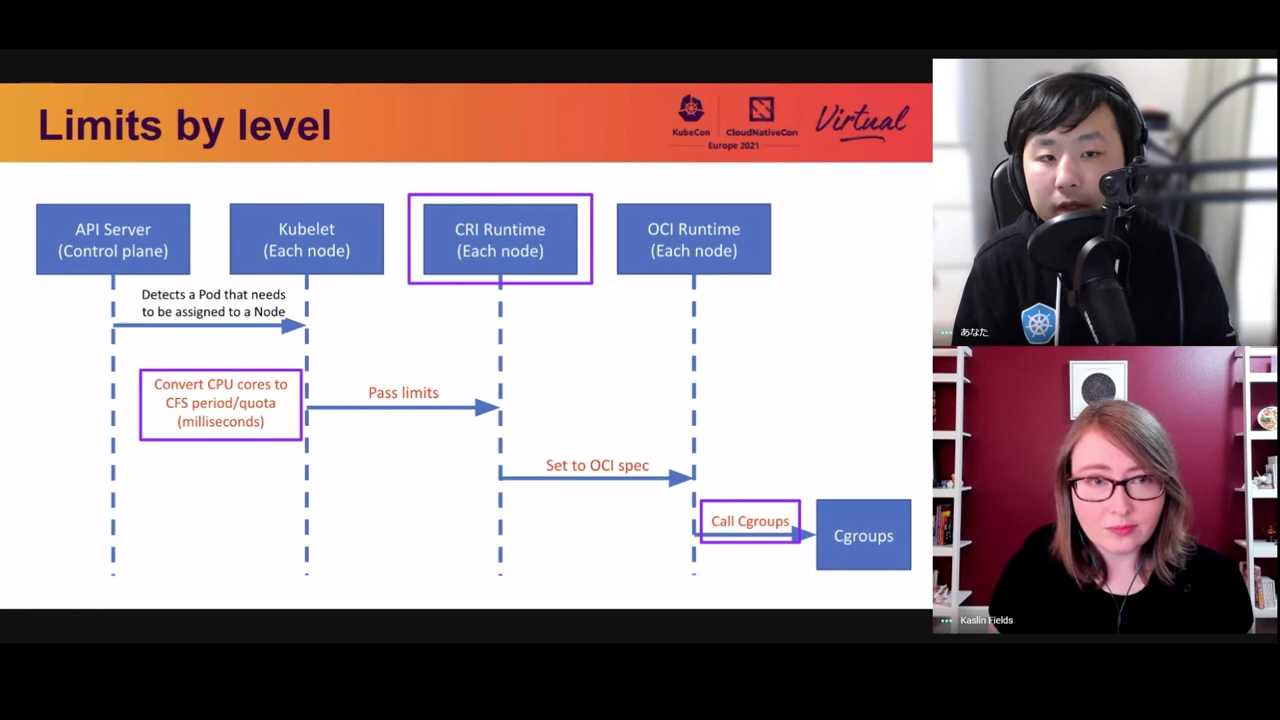 Limits by level
KubeCon
CloudNativeCon
Europe 2021
Virtual
API Server
(Control plane)
Kubelet
(Each node)
CRI Runtime
(Each node)
OCI Runtime
(Each node)
Detects a Pod that needs
to be assigned to a Node
Convert CPU cores to
CFS period/quota
(milliseconds)
Pass limits
Set to OCI spec
Call Cgroups
Cgroups
あなた
Kaslin Fields